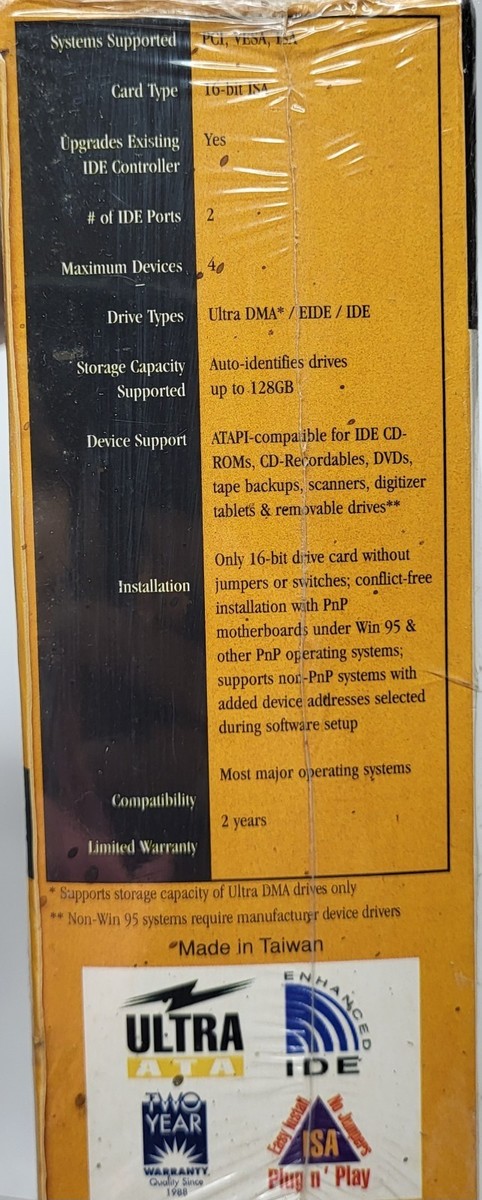 Systems Supported PCI, VESA, ISA
Card Type 16-bit ISA
Upgrades Existing Yes
IDE Controller
# of IDE Ports 2
Maximum Devices 4
Drive Types Ultra DMA* / EIDE / IDE
Storage Capacity Auto-identifies drives
Supported up to 128GB
Device Support ATAPI-compatible for IDE CD-
ROMs, CD-Recordables, DVDs,
tape backups, scanners, digitizer
tablets & removable drives**
Only 16-bit drive card without
Installation jumpers or switches; conflict-free
installation with PnP
motherboards under Win 95 &
other PnP operating systems;
supports non-PnP systems with
added device addresses selected
during software setup
Most major operating systems
Compatibility
2 years
Limited Warranty
* Supports storage capacity of Ultra DMA drives only
** Non-Win 95 systems require manufacturer device drivers
Made in Taiwan
ULTRA
ATA
ENHANCED
IDE
TWO
YEAR
WARRANTY
Quality Since
1988
Easy Install
No Jumpers
ISA
Plug n' Play